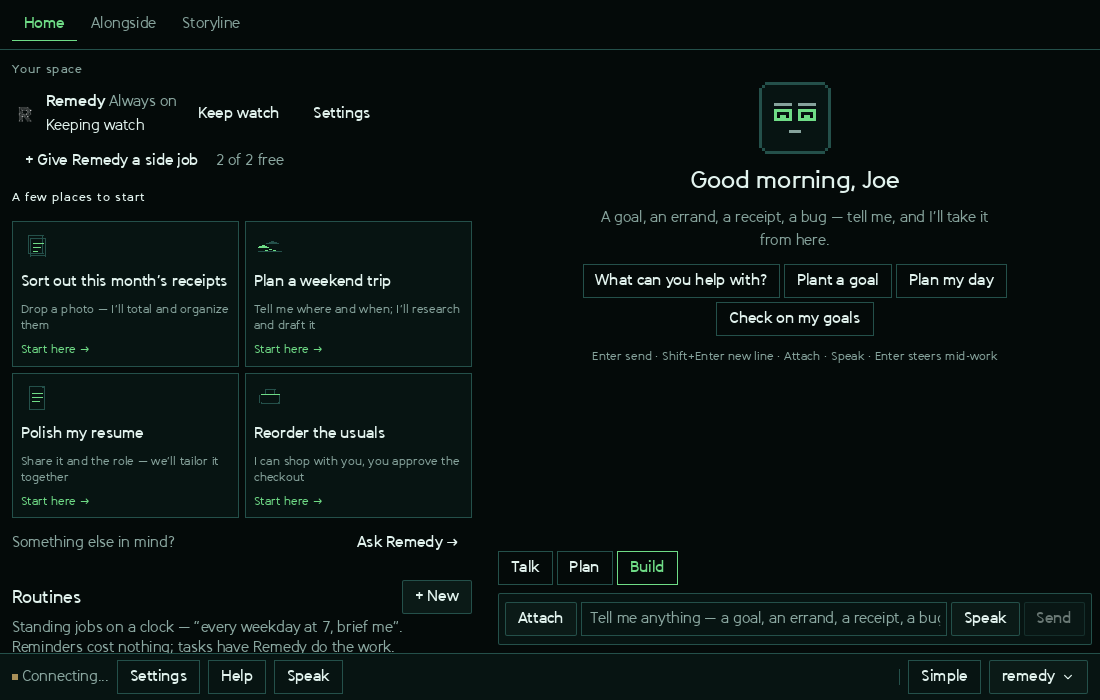 Home
Alongside
Storyline
Your space
Remedy Always on
Keeping watch
Keep watch
Settings
+ Give Remedy a side job
2 of 2 free
A few places to start
Sort out this month's receipts
Drop a photo — I'll total and organize
them
Start here →
Plan a weekend trip
Tell me where and when; I'll research
and draft it
Start here →
Polish my resume
Share it and the role — we'll tailor it
together
Start here →
Reorder the usuals
I can shop with you, you approve the
checkout
Start here →
Something else in mind?
Ask Remedy →
Routines
+ New
Standing jobs on a clock — "every weekday at 7, brief me".
Reminders cost nothing; tasks have Remedy do the work.
Good morning, Joe
A goal, an errand, a receipt, a bug — tell me, and I'll take it
from here.
What can you help with?
Plant a goal
Plan my day
Check on my goals
Enter send · Shift+Enter new line · Attach · Speak · Enter steers mid-work
Talk
Plan
Build
Attach
Tell me anything — a goal, an errand, a receipt, a bug
Speak
Send
Connecting...
Settings
Help
Speak
Simple
remedy